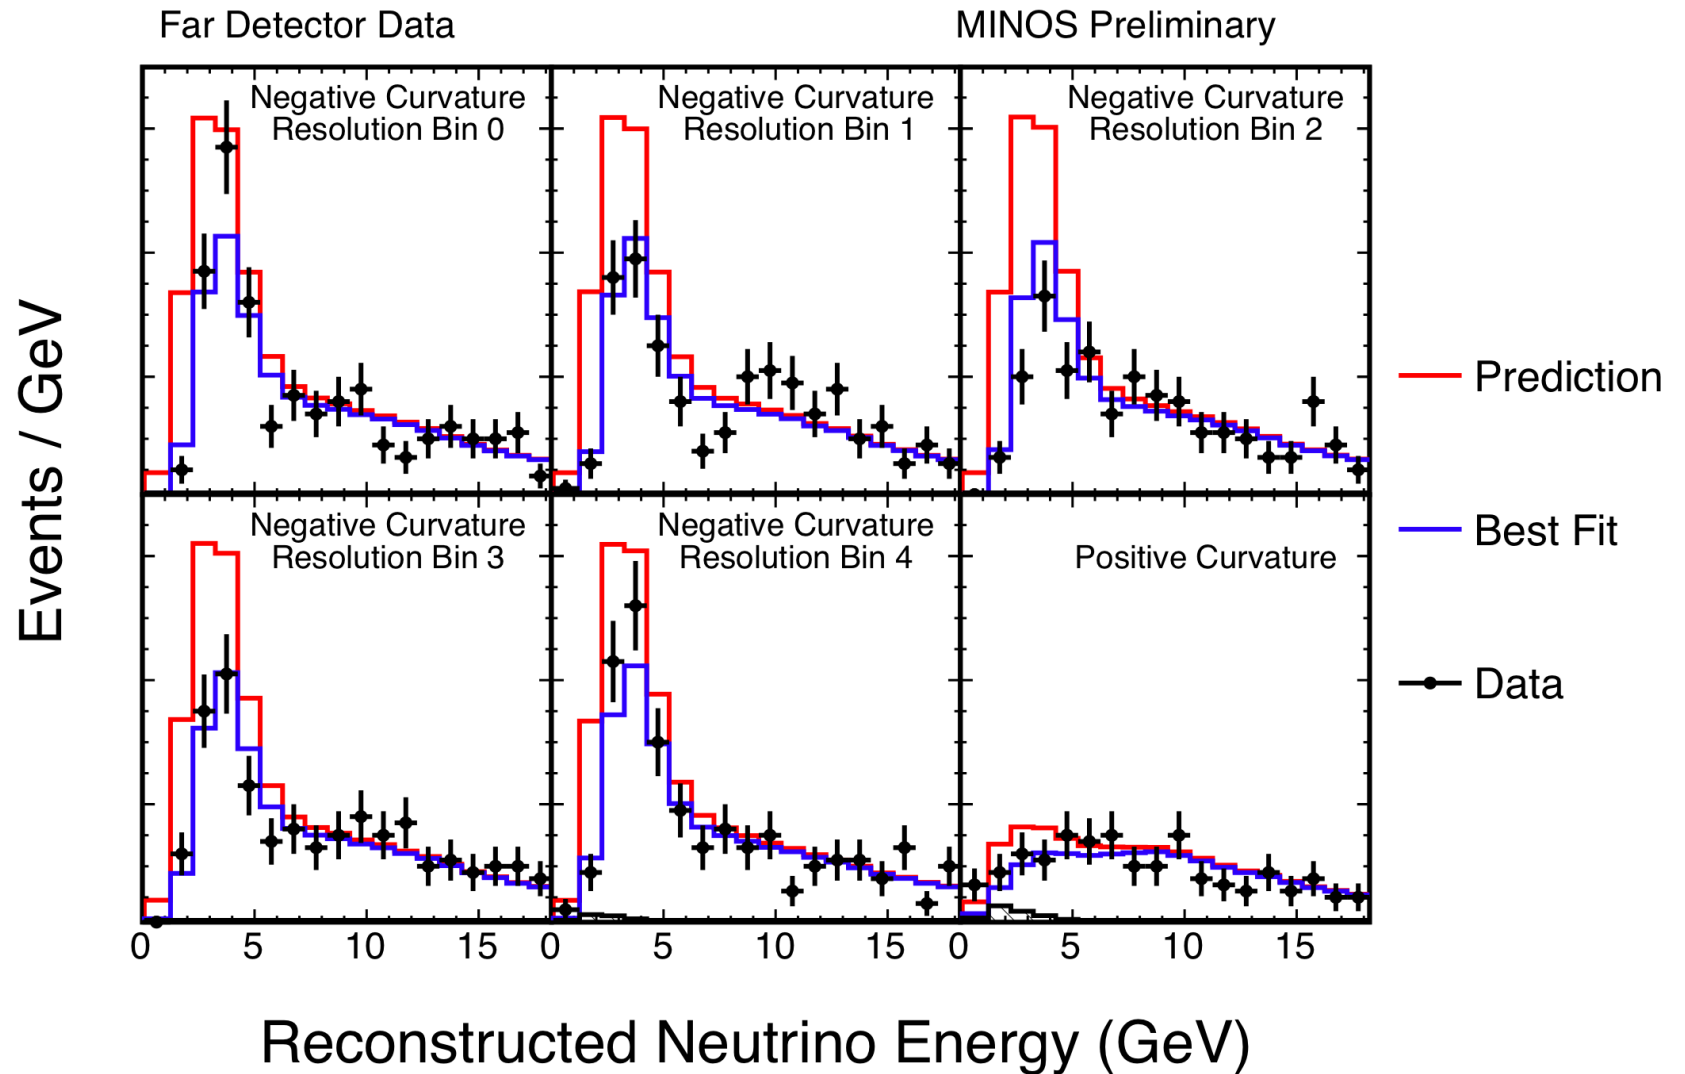 Far Detector Data
MINOS Preliminary
Negative Curvature
Resolution Bin 0
Negative Curvature
Resolution Bin 1
Negative Curvature
Resolution Bin 2
Negative Curvature
Resolution Bin 3
Negative Curvature
Resolution Bin 4
Positive Curvature
Events / GeV
Prediction
Best Fit
Data
0 5 10 15 0 5 10 15 0 5 10 15
Reconstructed Neutrino Energy (GeV)